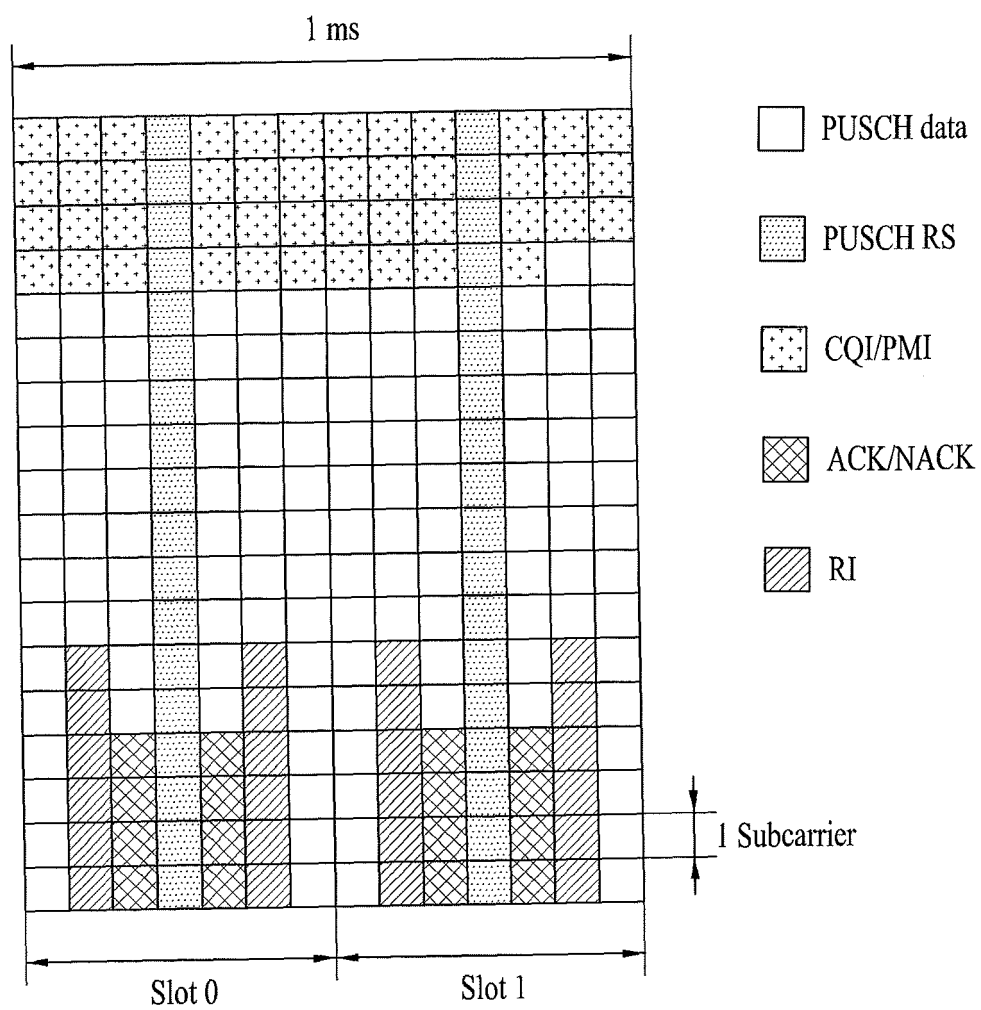 1 ms
PUSCH data
PUSCH RS
CQI/PMI
ACK/NACK
RI
1 Subcarrier
Slot 0
Slot 1